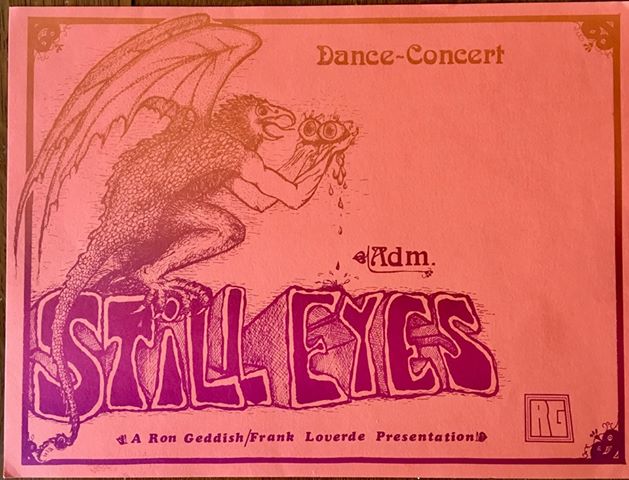 Dance-Concert
Adm.
STILL EYES
A Ron Geddish/Frank Loverde Presentation
RG